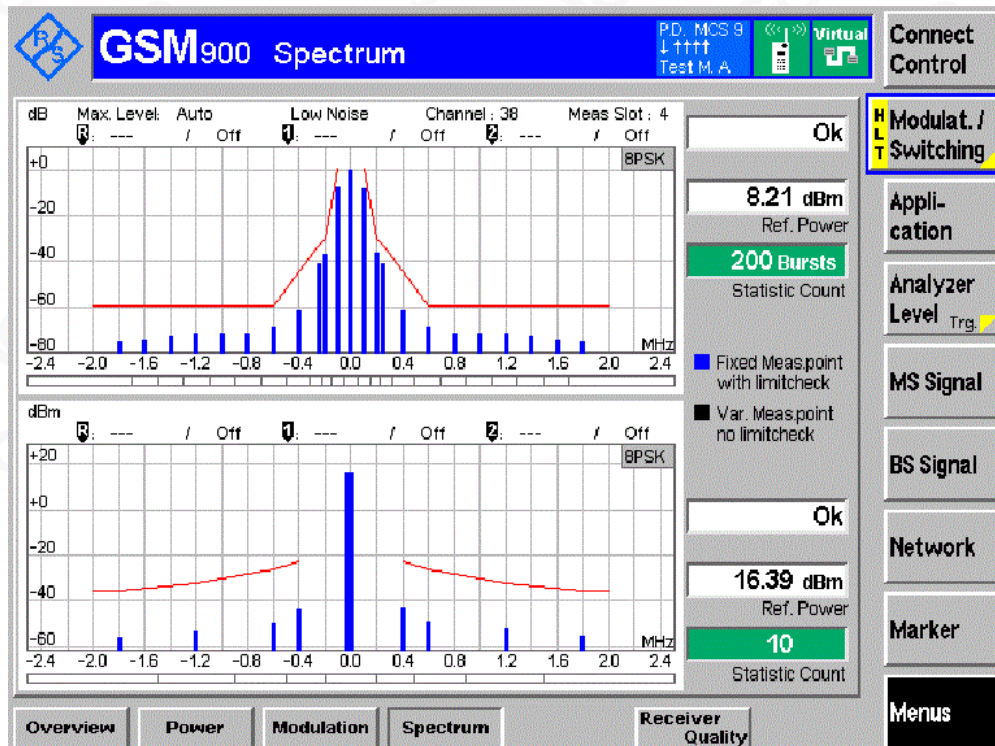 R S
GSM900 Spectrum
P.D. MCS 9
↓ ↑↑↑↑
Test M. A.
Virtual
Connect
Control
dB Max. Level: Auto Low Noise Channel : 38 Meas Slot : 4
R: --- / Off 1: --- / Off 2: --- / Off
8PSK
+0
-20
-40
-60
-80
MHz
-2.4 -2.0 -1.6 -1.2 -0.8 -0.4 0.0 0.4 0.8 1.2 1.6 2.0 2.4
Ok
8.21 dBm
Ref. Power
200 Bursts
Statistic Count
Fixed Meas.point
with limitcheck
Var. Meas.point
no limitcheck
dBm
R: --- / Off 1: --- / Off 2: --- / Off
8PSK
+20
+0
-20
-40
-60
MHz
-2.4 -2.0 -1.6 -1.2 -0.8 -0.4 0.0 0.4 0.8 1.2 1.6 2.0 2.4
Ok
16.39 dBm
Ref. Power
10
Statistic Count
HLT
Modulat. /
Switching
Appli-
cation
Analyzer
Level Trg.
MS Signal
BS Signal
Network
Marker
Menus
Overview
Power
Modulation
Spectrum
Receiver
Quality